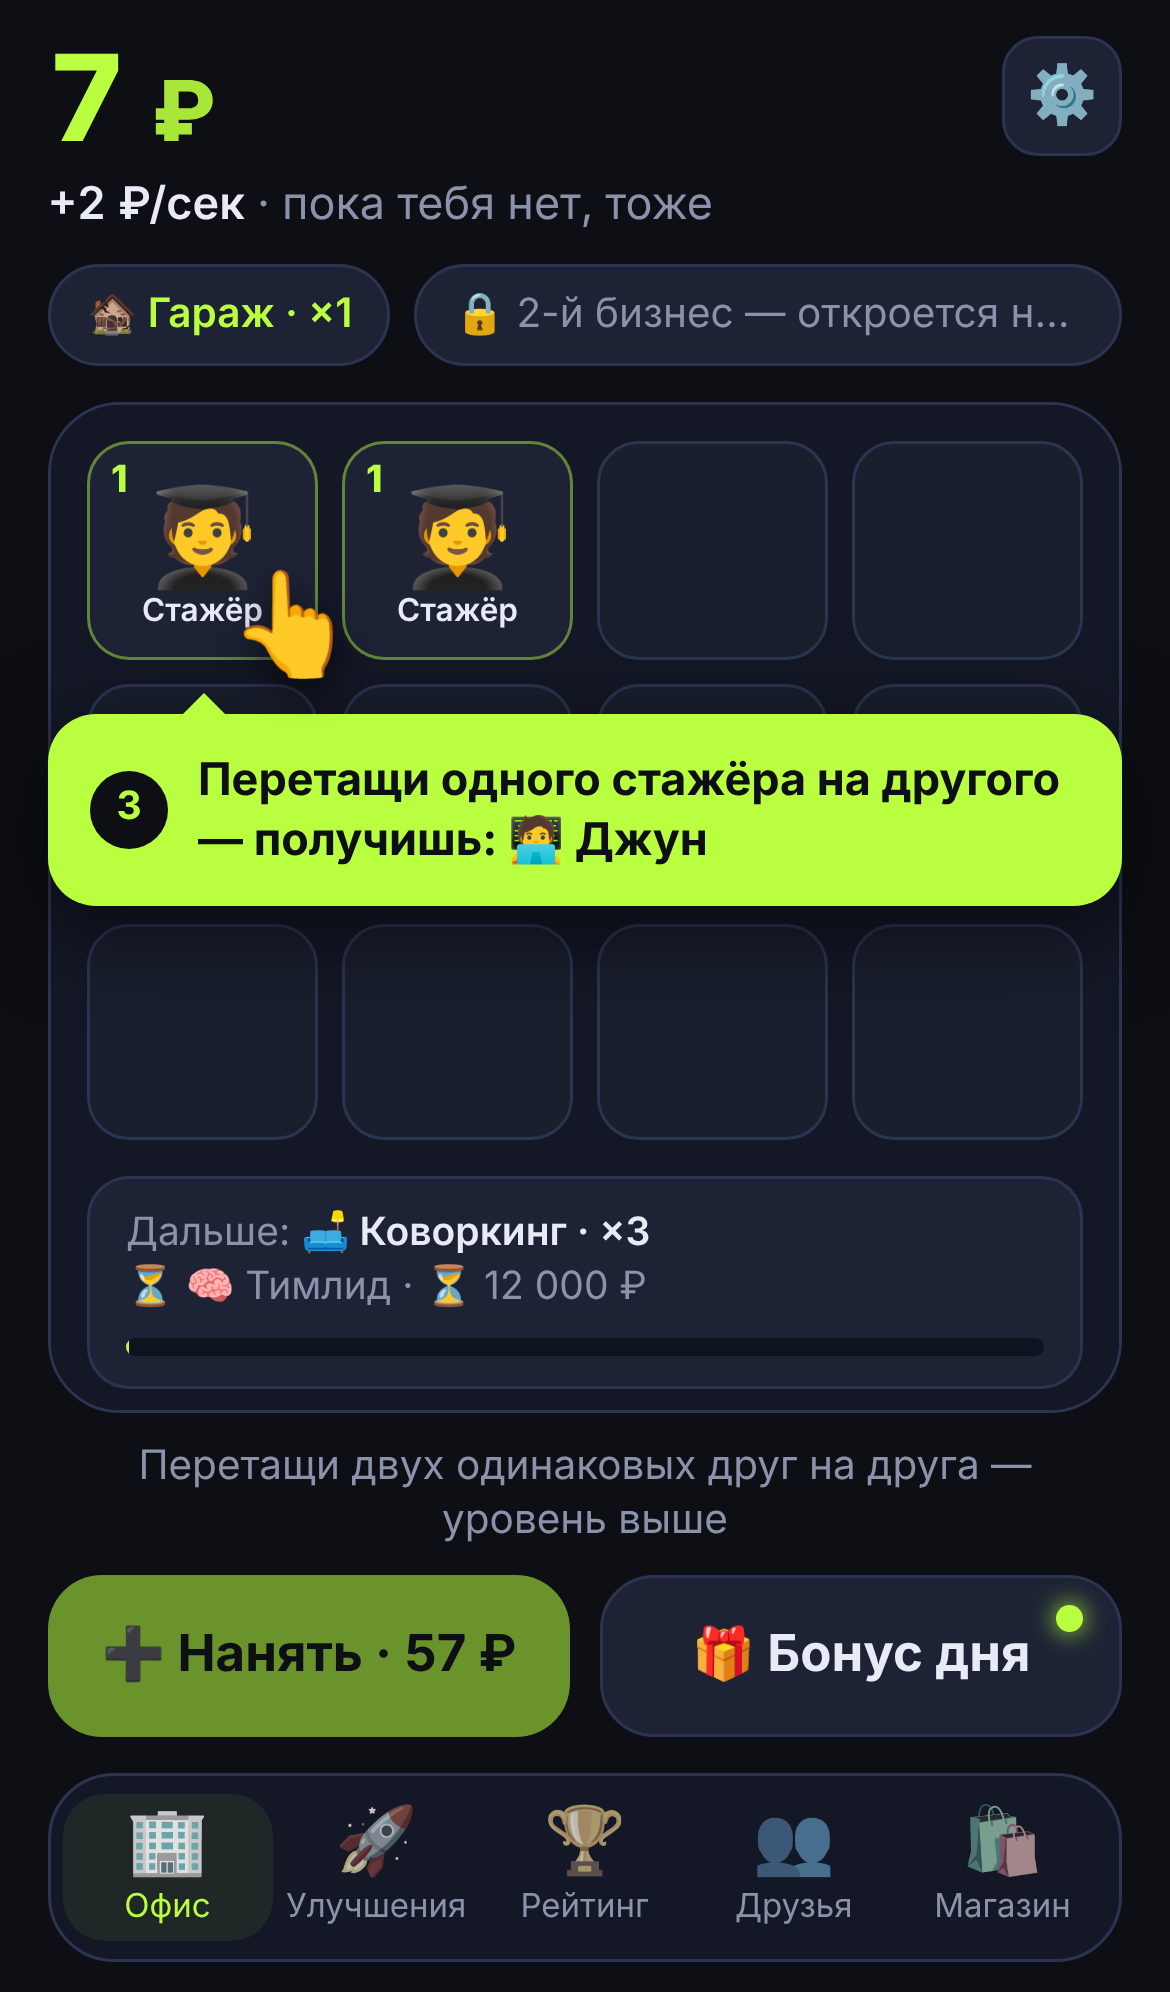 7 ₽
+2 ₽/сек · пока тебя нет, тоже
Гараж · ×1
2-й бизнес — откроется н...
1
Стажёр
1
Стажёр
3
Перетащи одного стажёра на другого
— получишь: Джун
Дальше: Коворкинг · ×3
Тимлид · 12 000 ₽
Перетащи двух одинаковых друг на друга —
уровень выше
Нанять · 57 ₽
Бонус дня
Офис
Улучшения
Рейтинг
Друзья
Магазин